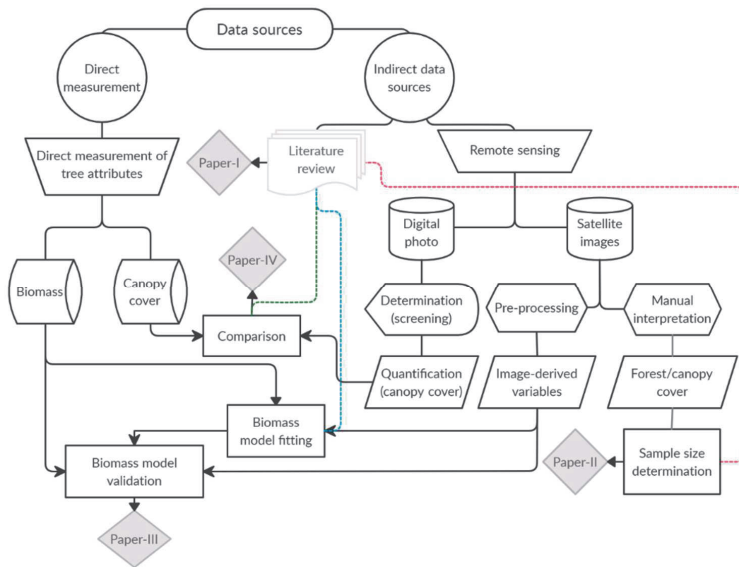 Data sources
Direct
measurement
Indirect data
sources
Direct measurement of
tree attributes
Paper-I
Literature
review
Remote sensing
Digital
photo
Satellite
images
Biomass
Canopy
cover
Paper-IV
Determination
(screening)
Pre-processing
Manual
interpretation
Comparison
Quantification
(canopy cover)
Image-derived
variables
Forest/canopy
cover
Biomass
model fitting
Biomass model
validation
Paper-II
Sample size
determination
Paper-III